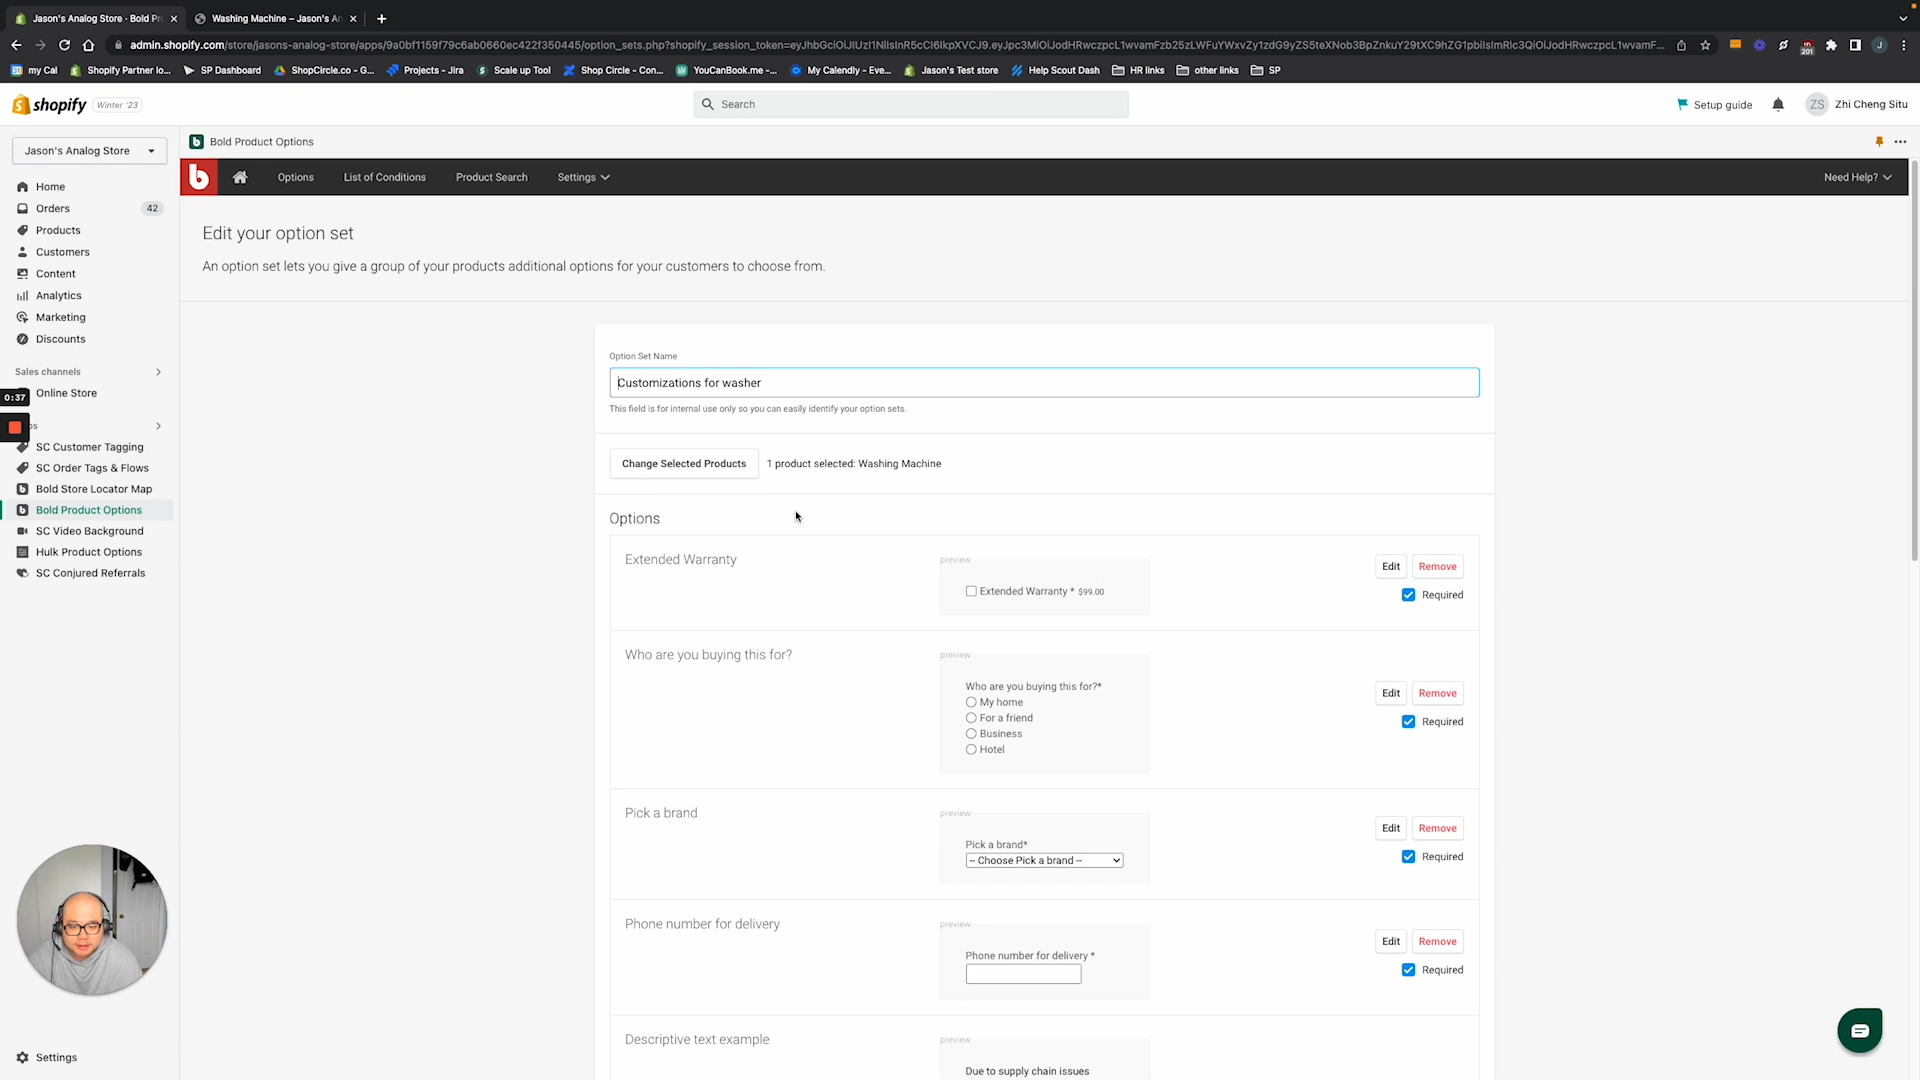 Jason's Analog Store · Bold Pr
Washing Machine – Jason's An
admin.shopify.com/store/jasons-analog-store/apps/9a0bf1159f79c6ab0660ec422f350445/option_sets.php?shopify_session_token=
my Cal
Shopify Partner lo...
SP Dashboard
ShopCircle.co - G...
Projects - Jira
Scale up Tool
Shop Circle - Con...
YouCanBook.me -...
My Calendly - Eve...
Jason's Test store
Help Scout Dash
HR links
other links
SP
shopify
Winter '23
Search
Setup guide
ZS
Zhi Cheng Situ
Jason's Analog Store
Bold Product Options
Home
Orders
42
Products
Customers
Content
Analytics
Marketing
Discounts
Sales channels
0:37
Online Store
ps
SC Customer Tagging
SC Order Tags & Flows
Bold Store Locator Map
Bold Product Options
SC Video Background
Hulk Product Options
SC Conjured Referrals
Settings
b
Options
List of Conditions
Product Search
Settings
Need Help?
Edit your option set
An option set lets you give a group of your products additional options for your customers to choose from.
Option Set Name
Customizations for washer
This field is for internal use only so you can easily identify your option sets.
Change Selected Products
1 product selected: Washing Machine
Options
Extended Warranty
preview
Extended Warranty * $99.00
Edit
Remove
Required
Who are you buying this for?
preview
Who are you buying this for?*
My home
For a friend
Business
Hotel
Edit
Remove
Required
Pick a brand
preview
Pick a brand*
-- Choose Pick a brand --
Edit
Remove
Required
Phone number for delivery
preview
Phone number for delivery *
Edit
Remove
Required
Descriptive text example
preview
Due to supply chain issues